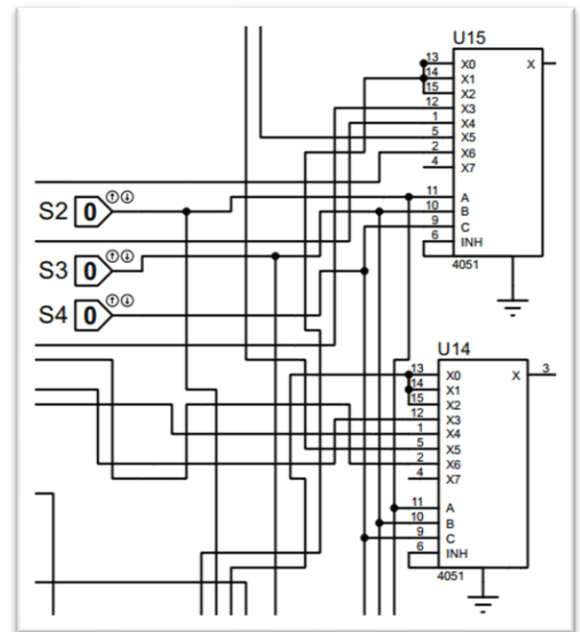 U15
13 X0 X
14 X1
15 X2
12 X3
1 X4
5 X5
2 X6
4 X7
11 A
10 B
9 C
6 INH
4051
S2 0
S3 0
S4 0
U14
13 X0 X 3
14 X1
15 X2
12 X3
1 X4
5 X5
2 X6
4 X7
11 A
10 B
9 C
6 INH
4051